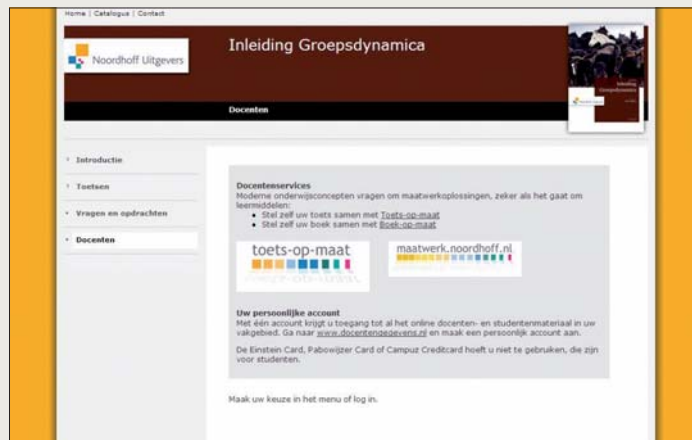 Home | Catalogus | Contact
Noordhoff Uitgevers
Inleiding Groepsdynamica
Inleiding
Groepsdynamica
Docenten
Introductie
Toetsen
Vragen en opdrachten
Docenten
Docentenservices
Moderne onderwijsconcepten vragen om maatwerkoplossingen, zeker als het gaat om
leermiddelen:
• Stel zelf uw toets samen met Toets-op-maat
• Stel zelf uw boek samen met Boek-op-maat
toets-op-maat
maatwerk.noordhoff.nl
Uw persoonlijke account
Met één account krijgt u toegang tot al het online docenten- en studentenmateriaal in uw
vakgebied. Ga naar www.docentengegevens.nl en maak een persoonlijk account aan.
De Einstein Card, Pabowijzer Card of Campuz Creditcard hoeft u niet te gebruiken, die zijn
voor studenten.
Maak uw keuze in het menu of log in.